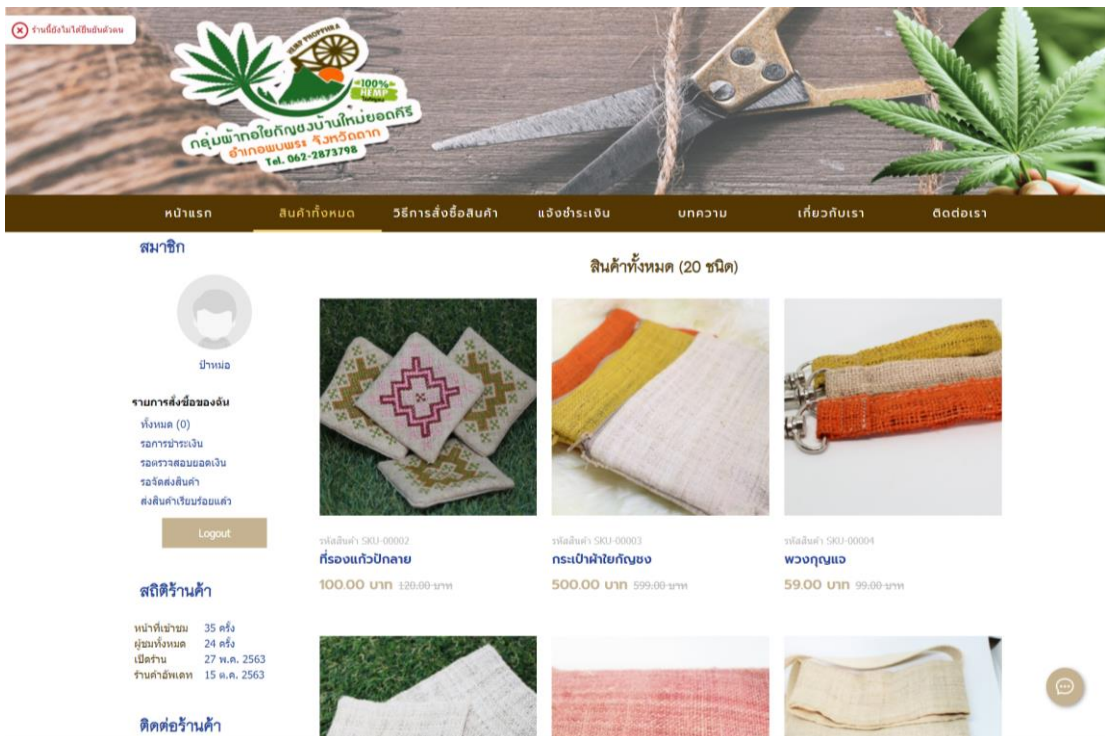 ร้านนี้ยังไม่ได้ยืนยันตัวตน
HEMP PHOPPHRA
100%
HEMP
กลุ่มผ้าทอใยกัญชงบ้านใหม่ยอดคีรี
อำเภอพบพระ จังหวัดตาก
Tel. 062-2873798
หน้าแรก
สินค้าทั้งหมด
วิธีการสั่งซื้อสินค้า
แจ้งชำระเงิน
บทความ
เกี่ยวกับเรา
ติดต่อเรา
สมาชิก
ป้าหม่อ
รายการสั่งซื้อของฉัน
ทั้งหมด (0)
รอการชำระเงิน
รอตรวจสอบยอดเงิน
รอจัดส่งสินค้า
ส่งสินค้าเรียบร้อยแล้ว
Logout
สถิติร้านค้า
หน้าที่เข้าชม 35 ครั้ง
ผู้ชมทั้งหมด 24 ครั้ง
เปิดร้าน 27 พ.ค. 2563
ร้านค้าอัพเดท 15 ต.ค. 2563
ติดต่อร้านค้า
สินค้าทั้งหมด (20 ชนิด)
รหัสสินค้า SKU-00002
ที่รองแก้วปักลาย
100.00 บาท 120.00 บาท
รหัสสินค้า SKU-00003
กระเป๋าผ้าใยกัญชง
500.00 บาท 599.00 บาท
รหัสสินค้า SKU-00004
พวงกุญแจ
59.00 บาท 99.00 บาท